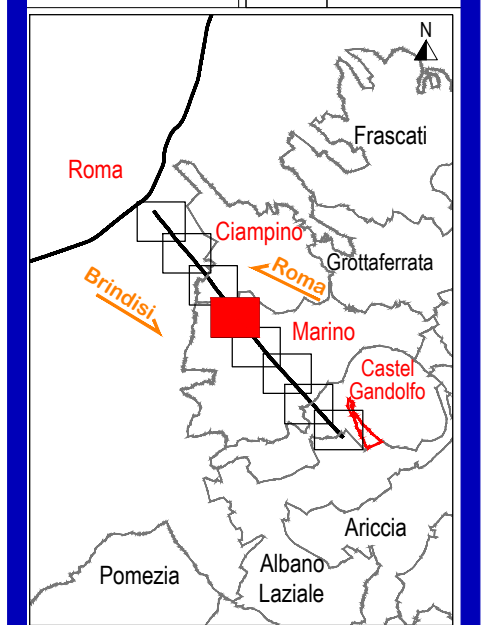 N
Frascati
Roma
Ciampino
Grottaferrata
Roma
Brindisi
Marino
Castel
Gandolfo
Ariccia
Albano
Laziale
Pomezia